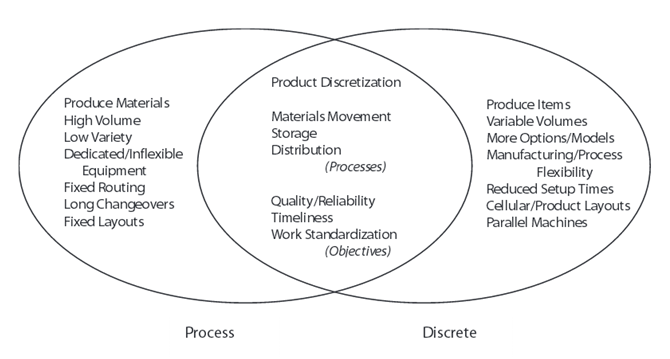 Product Discretization
Produce Materials
High Volume
Low Variety
Dedicated/Inflexible
Equipment
Fixed Routing
Long Changeovers
Fixed Layouts
Materials Movement
Storage
Distribution
(Processes)
Quality/Reliability
Timeliness
Work Standardization
(Objectives)
Produce Items
Variable Volumes
More Options/Models
Manufacturing/Process
Flexibility
Reduced Setup Times
Cellular/Product Layouts
Parallel Machines
Process
Discrete